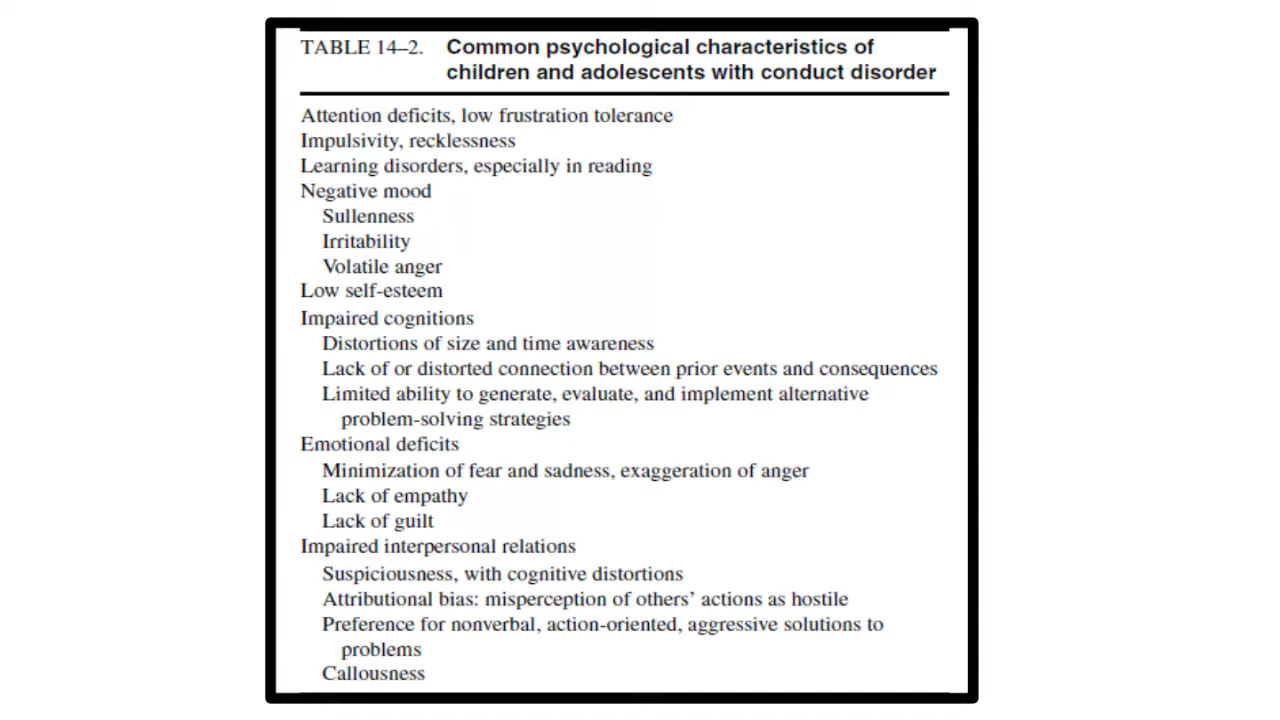 TABLE 14–2. Common psychological characteristics of
children and adolescents with conduct disorder
Attention deficits, low frustration tolerance
Impulsivity, recklessness
Learning disorders, especially in reading
Negative mood
Sullenness
Irritability
Volatile anger
Low self-esteem
Impaired cognitions
Distortions of size and time awareness
Lack of or distorted connection between prior events and consequences
Limited ability to generate, evaluate, and implement alternative
problem-solving strategies
Emotional deficits
Minimization of fear and sadness, exaggeration of anger
Lack of empathy
Lack of guilt
Impaired interpersonal relations
Suspiciousness, with cognitive distortions
Attributional bias: misperception of others’ actions as hostile
Preference for nonverbal, action-oriented, aggressive solutions to
problems
Callousness